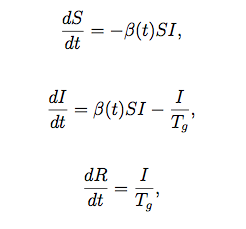 dS/dt = −β(t)SI,
dI/dt = β(t)SI − I/T_g,
dR/dt = I/T_g,